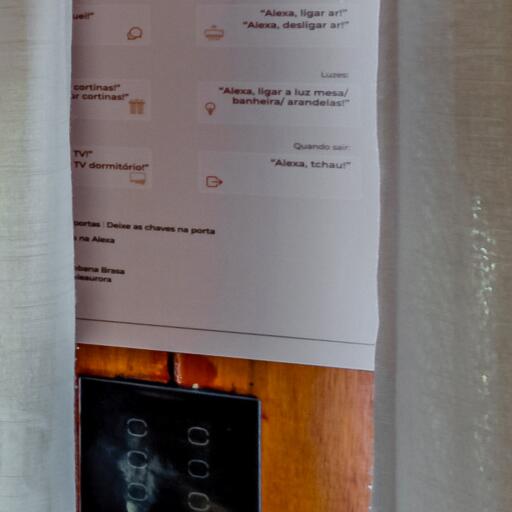 "Alexa, ligar ar!"
"Alexa, desligar ar!"
Luzes:
cortinas!"
cortinas!"
"Alexa, ligar a luz mesa/
banheira/ arandelas!"
Quando sair:
TV!"
TV dormitório!"
"Alexa, tchau!"
portas | Deixe as chaves na porta
na Alexa
Brasa